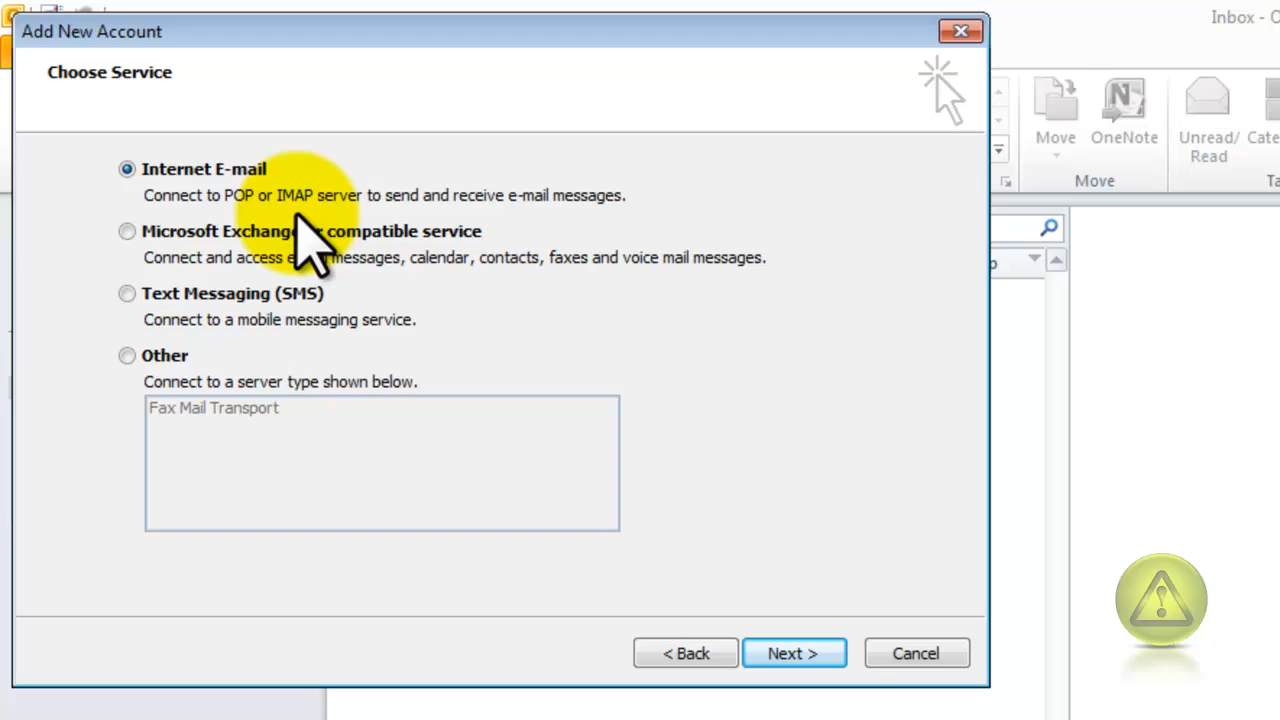 Inbox - O
Add New Account
Choose Service
Internet E-mail
Connect to POP or IMAP server to send and receive e-mail messages.
Microsoft Exchange compatible service
Connect and access messages, calendar, contacts, faxes and voice mail messages.
Text Messaging (SMS)
Connect to a mobile messaging service.
Other
Connect to a server type shown below.
Fax Mail Transport
< Back
Next >
Cancel
Move
OneNote
Unread/
Read
Move